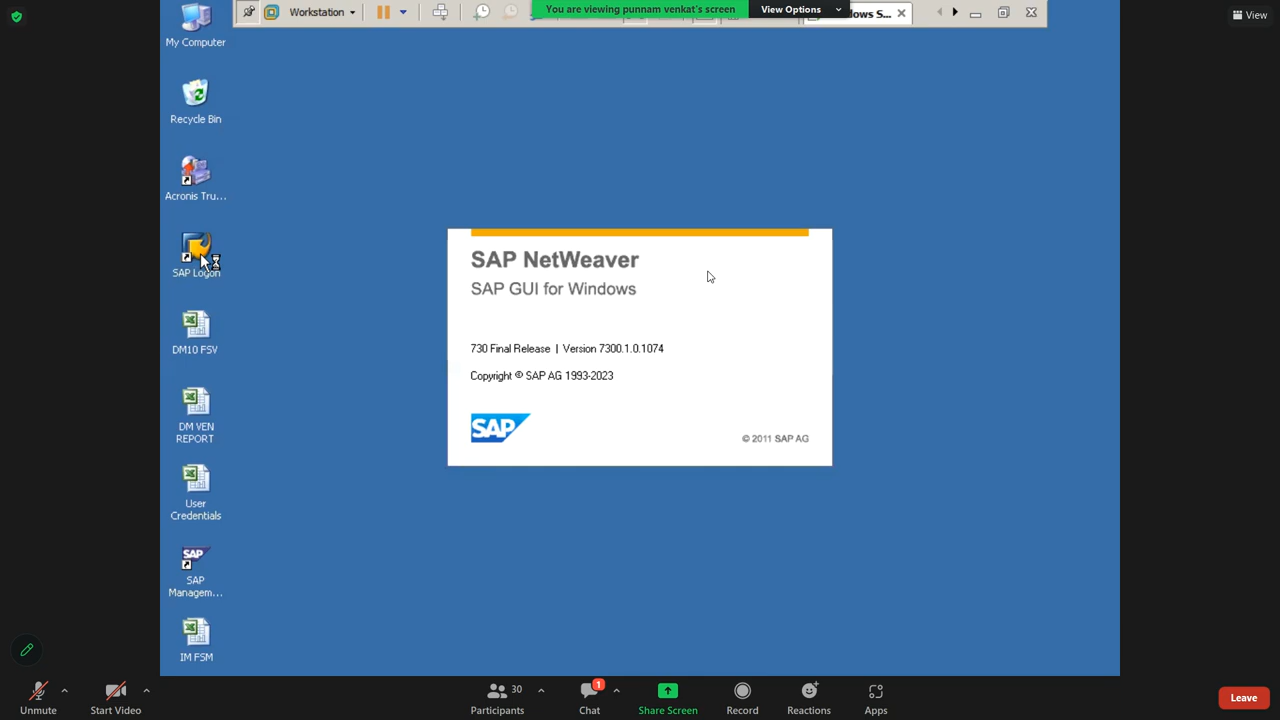 Workstation
You are viewing punnam venkat's screen
View Options
dows S...
View
My Computer
Recycle Bin
Acronis Tru...
SAP Logon
DM10 FSV
DM VEN
REPORT
User
Credentials
SAP
SAP
Managem...
IM FSM
SAP NetWeaver
SAP GUI for Windows
730 Final Release | Version 7300.1.0.1074
Copyright © SAP AG 1993-2023
SAP
© 2011 SAP AG
Unmute
Start Video
30
Participants
1
Chat
Share Screen
Record
Reactions
Apps
Leave